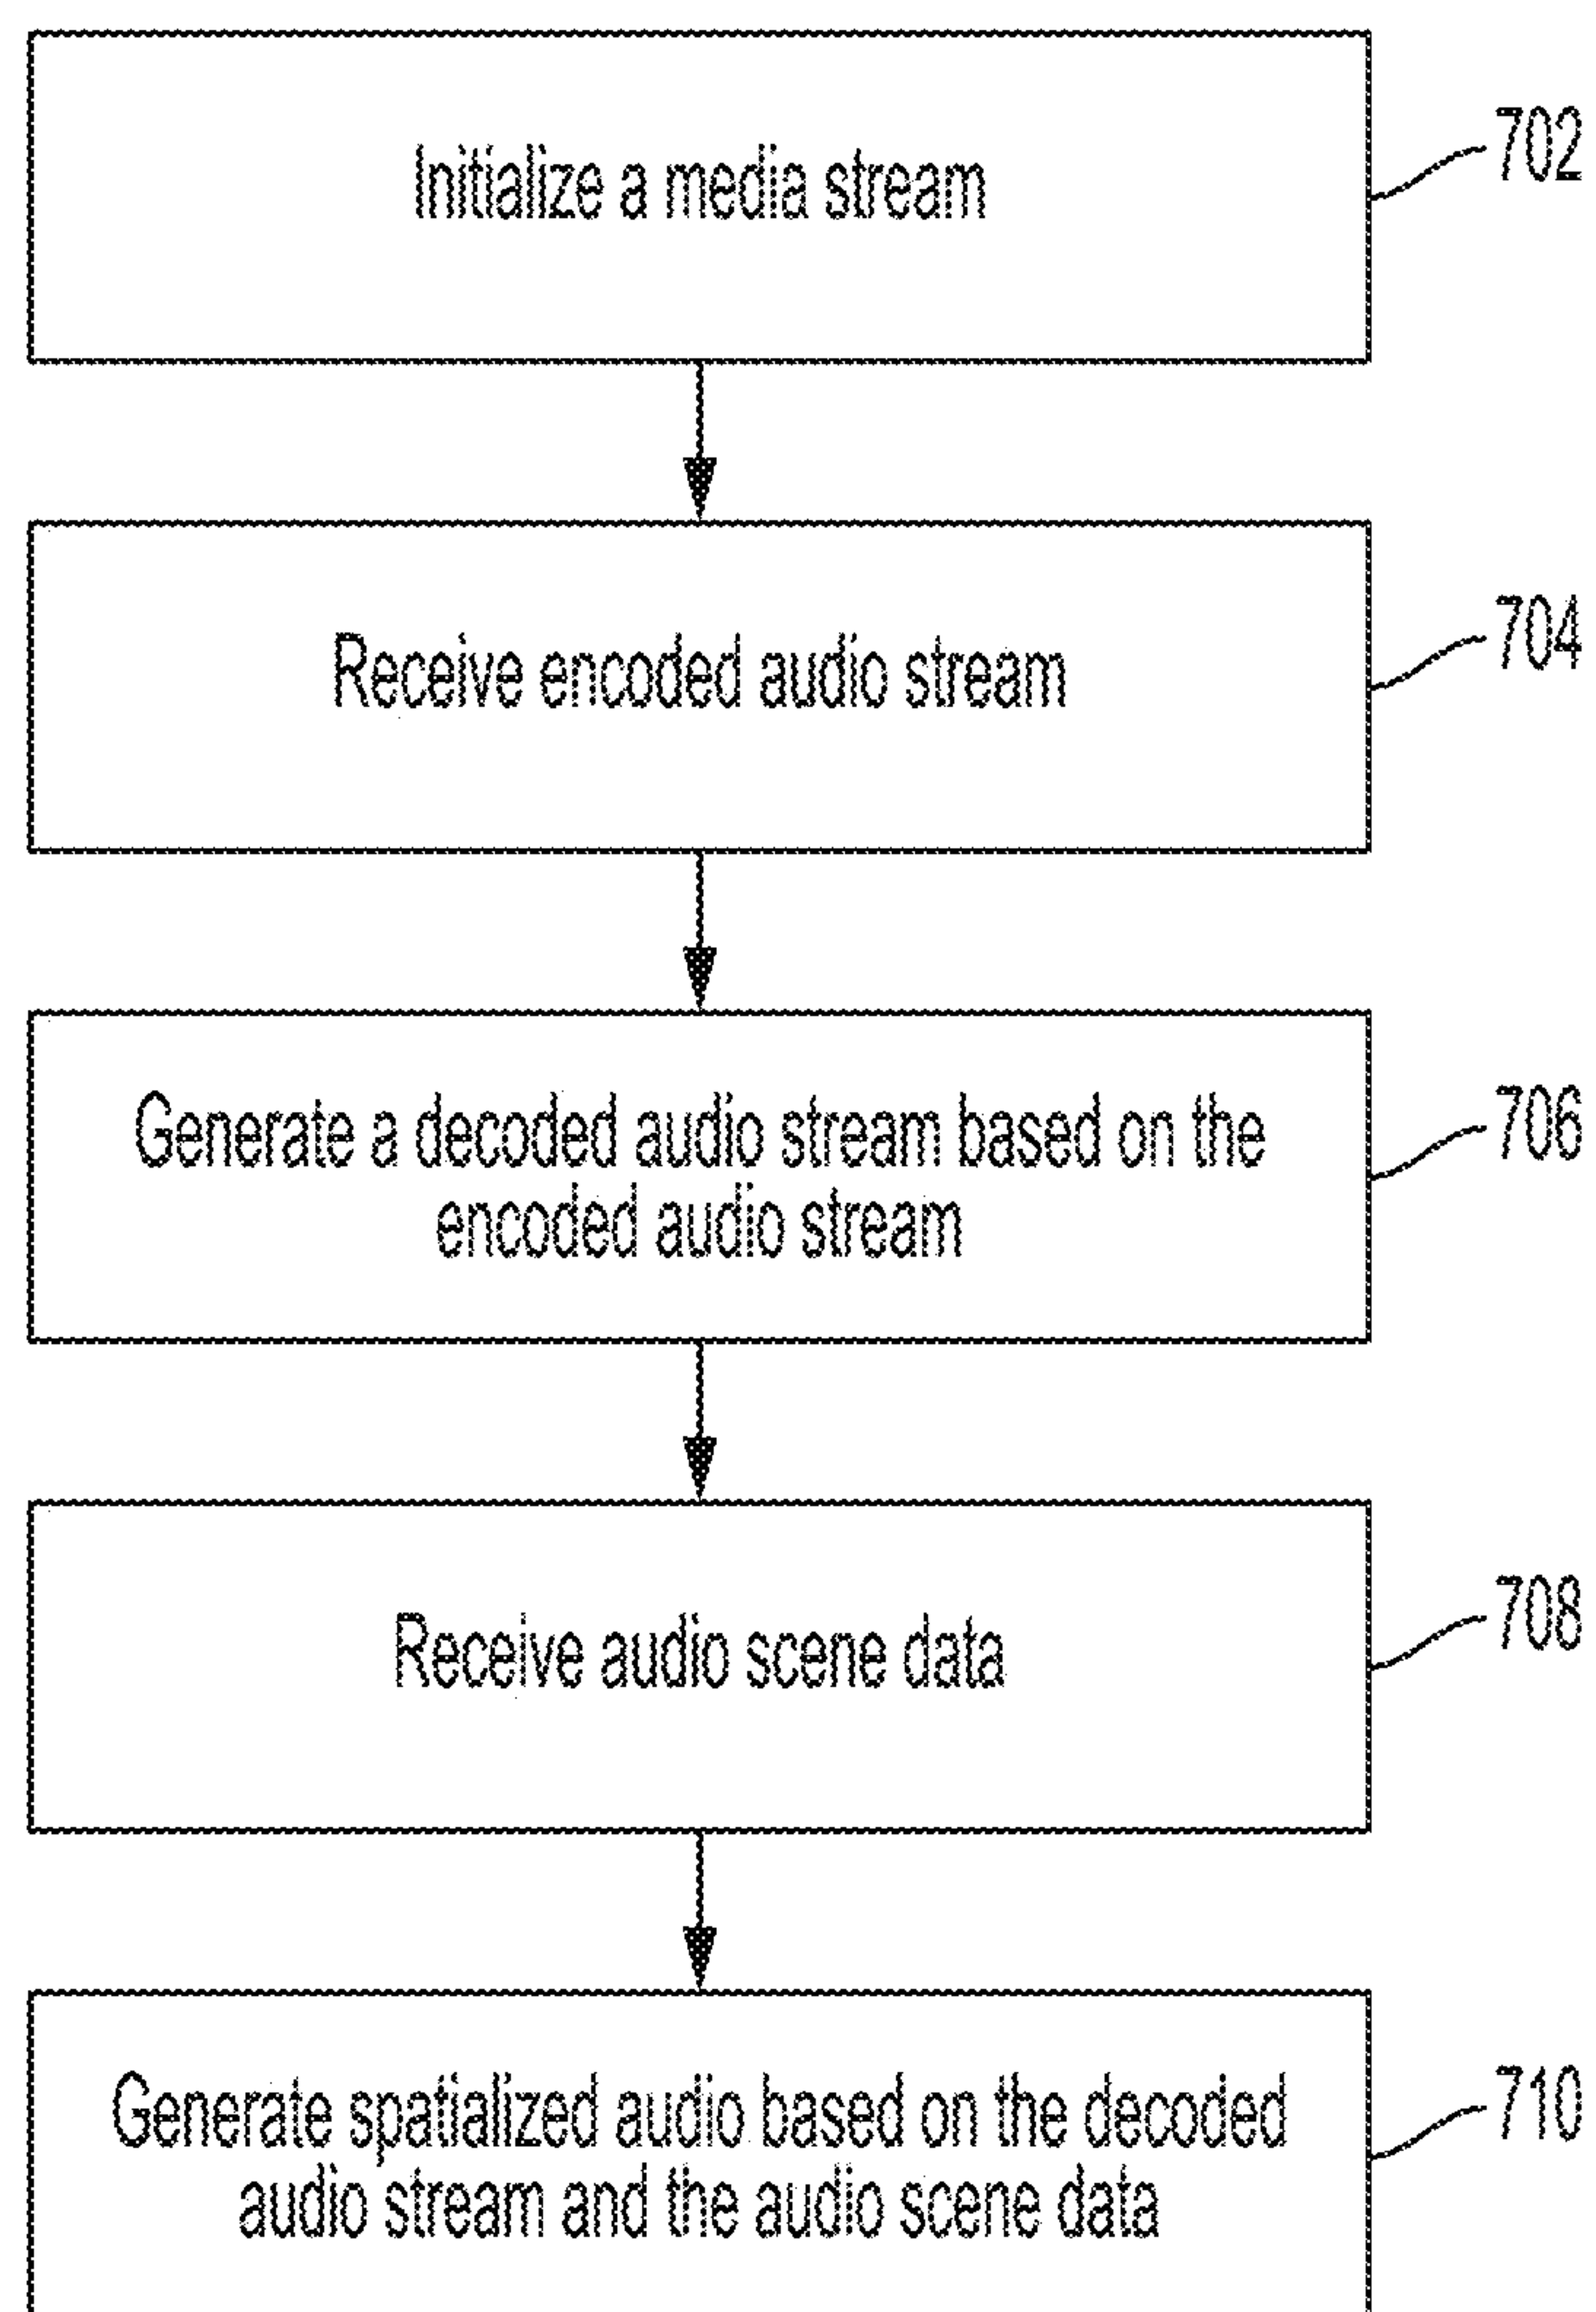 Initialize a media stream
702
Receive encoded audio stream
704
Generate a decoded audio stream based on the
encoded audio stream
706
Receive audio scene data
708
Generate spatialized audio based on the decoded
audio stream and the audio scene data
710